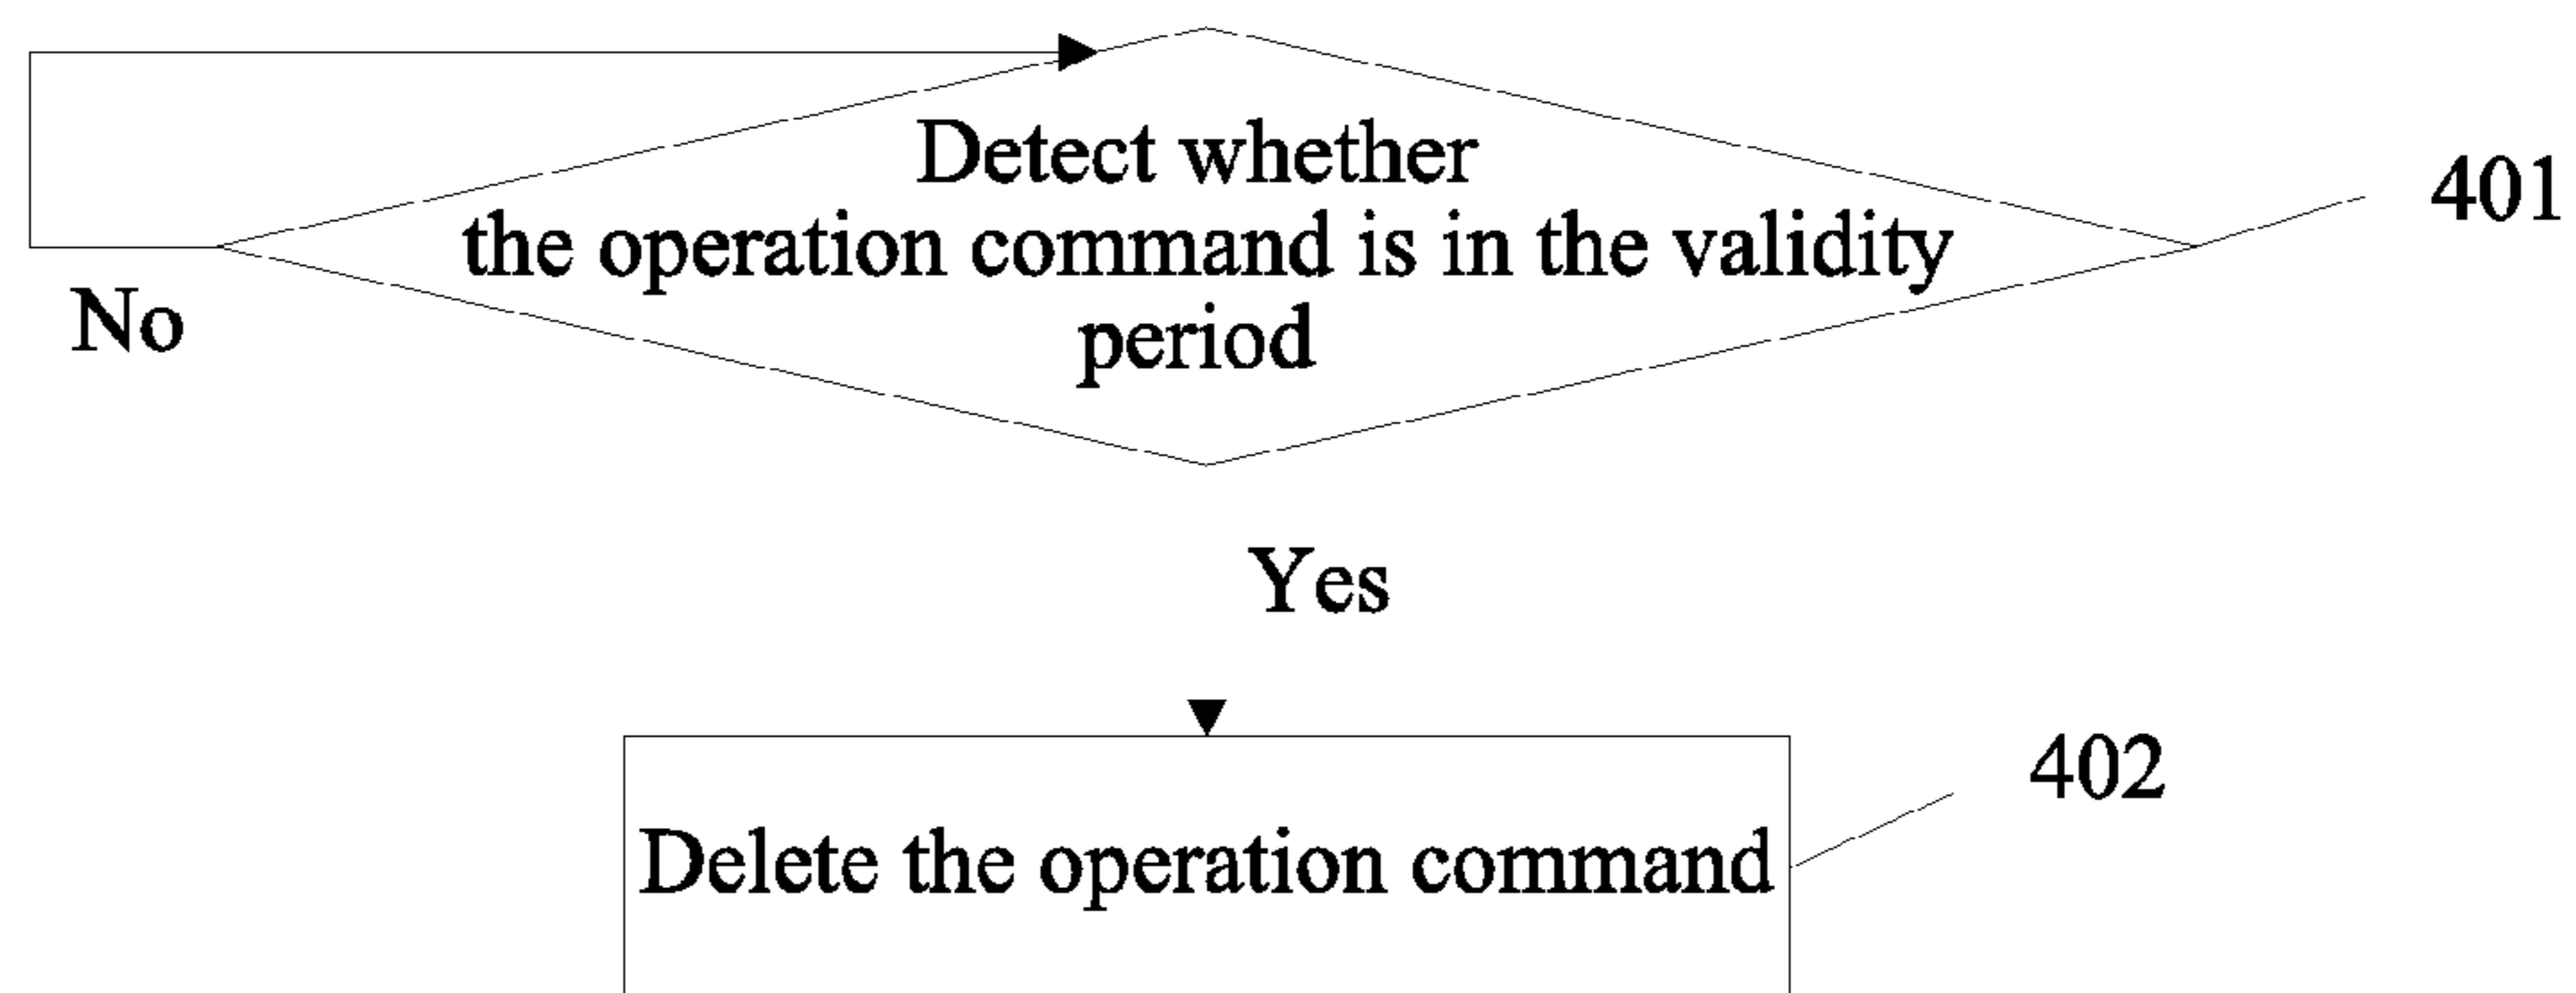 Detect whether
the operation command is in the validity
period
401
No
Yes
402
Delete the operation command